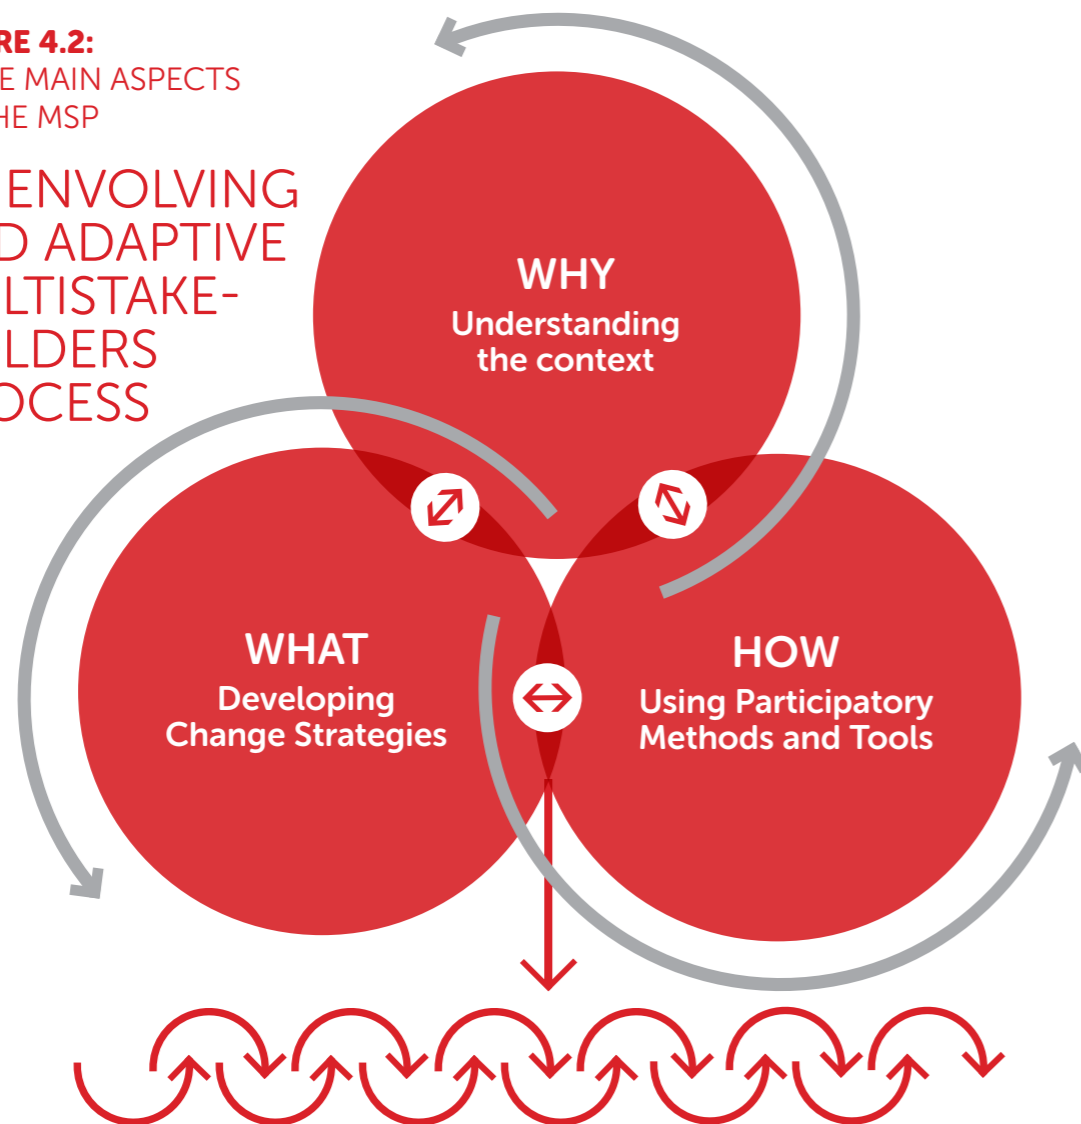 RE 4.2:
E MAIN ASPECTS
HE MSP
ENVOLVING
D ADAPTIVE
LTISTAKE-
LDERS
OCESS
WHY
Understanding
the context
WHAT
Developing
Change Strategies
HOW
Using Participatory
Methods and Tools